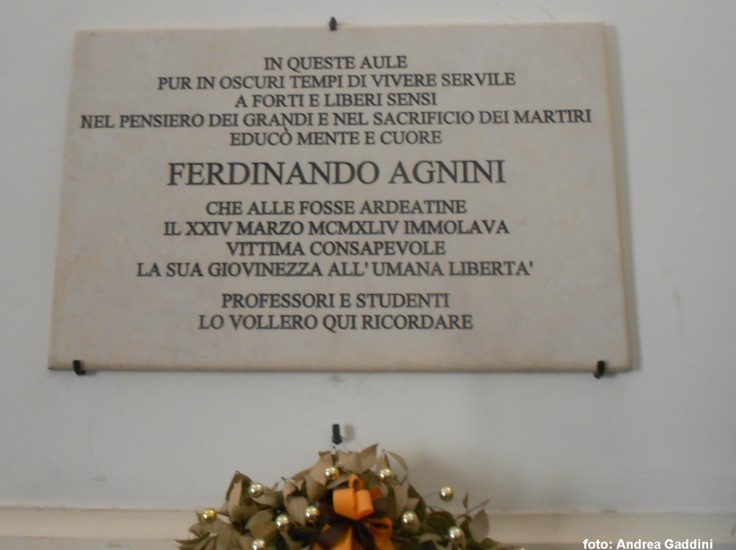 IN QUESTE AULE
PUR IN OSCURI TEMPI DI VIVERE SERVILE
A FORTI E LIBERI SENSI
NEL PENSIERO DEI GRANDI E NEL SACRIFICIO DEI MARTIRI
EDUCÒ MENTE E CUORE
FERDINANDO AGNINI
CHE ALLE FOSSE ARDEATINE
IL XXIV MARZO MCMXLIV IMMOLAVA
VITTIMA CONSAPEVOLE
LA SUA GIOVINEZZA ALL' UMANA LIBERTA'
PROFESSORI E STUDENTI
LO VOLLERO QUI RICORDARE
foto: Andrea Gaddini